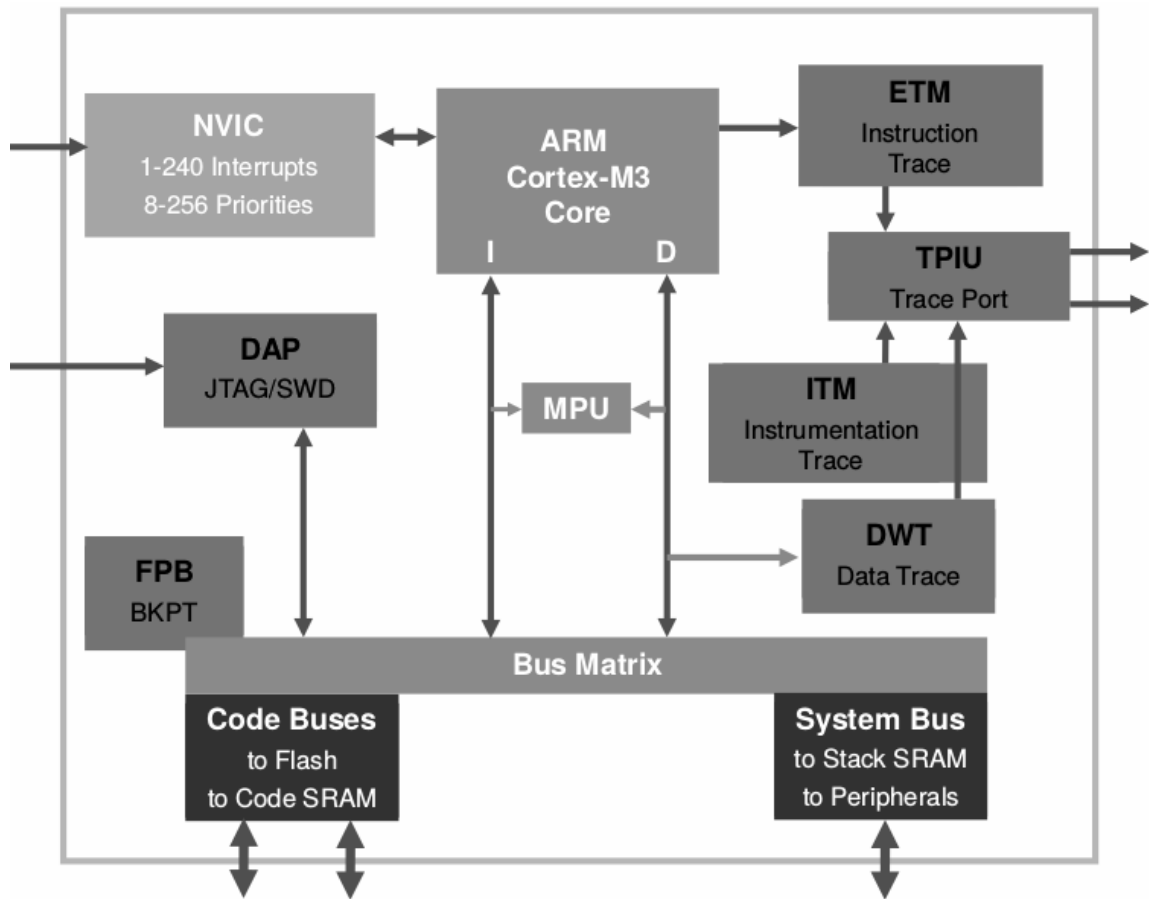 NVIC
1-240 Interrupts
8-256 Priorities
ARM
Cortex-M3
Core
I
D
ETM
Instruction
Trace
TPIU
Trace Port
DAP
JTAG/SWD
MPU
ITM
Instrumentation
Trace
FPB
BKPT
DWT
Data Trace
Bus Matrix
Code Buses
to Flash
to Code SRAM
System Bus
to Stack SRAM
to Peripherals